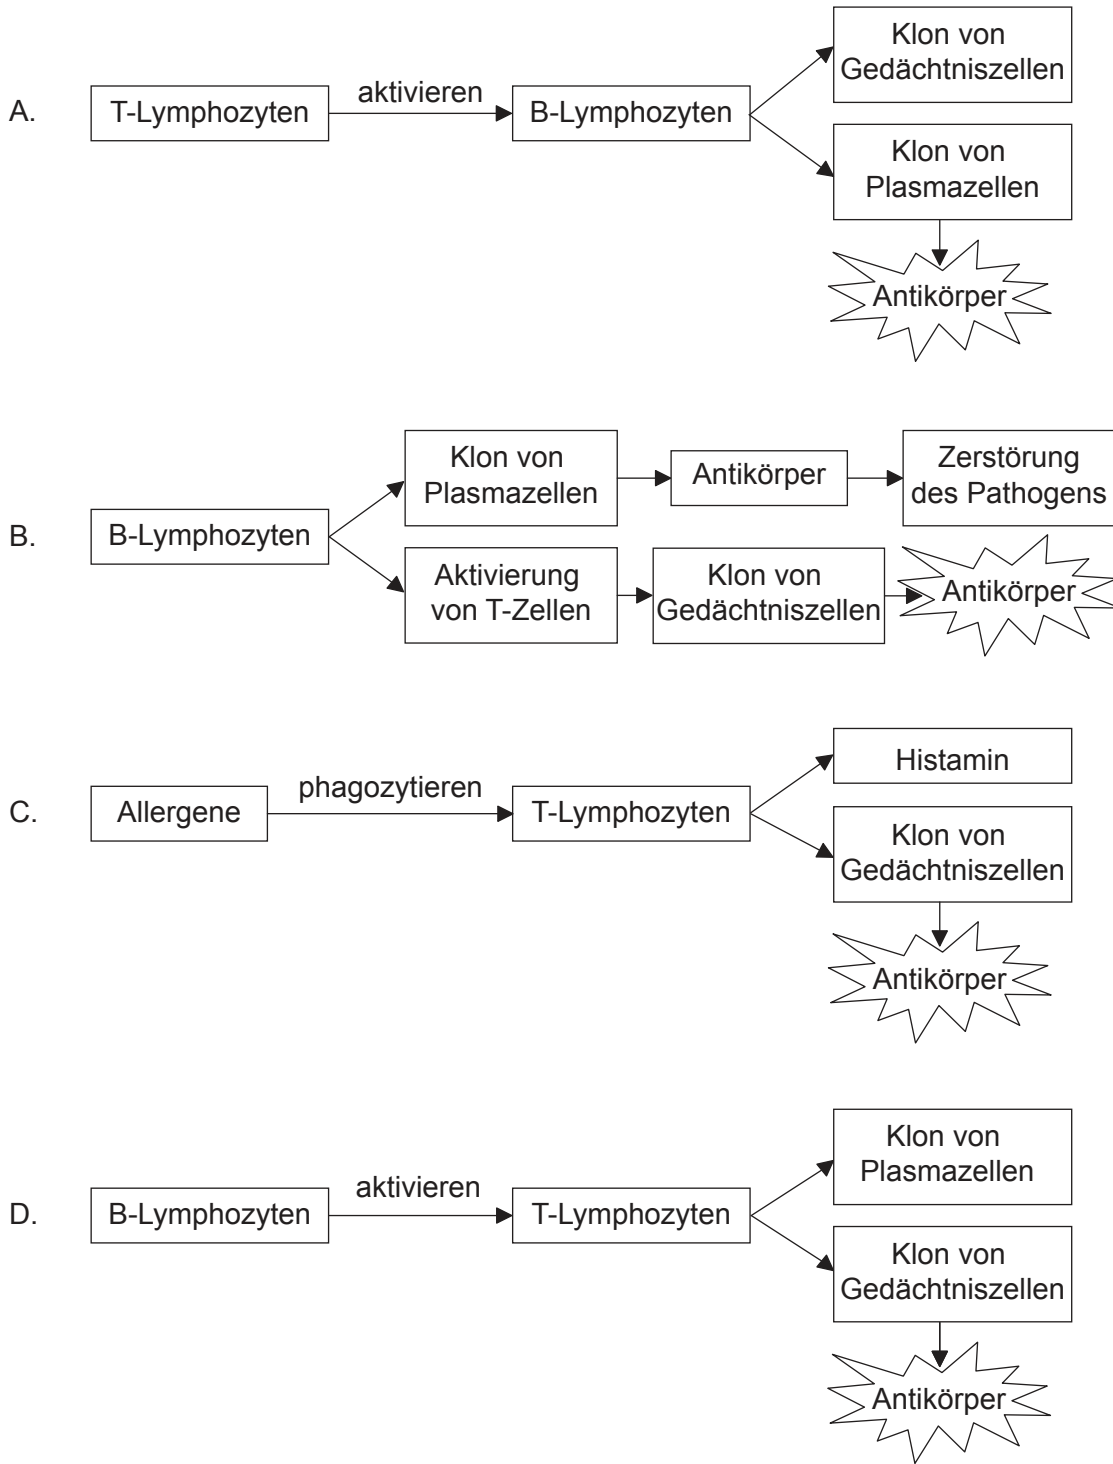 A.
T-Lymphozyten
aktivieren
B-Lymphozyten
Klon von
Gedächtniszellen
Klon von
Plasmazellen
Antikörper
B.
B-Lymphozyten
Klon von
Plasmazellen
Antikörper
Zerstörung
des Pathogens
Aktivierung
von T-Zellen
Klon von
Gedächtniszellen
Antikörper
C.
Allergene
phagozytieren
T-Lymphozyten
Histamin
Klon von
Gedächtniszellen
Antikörper
D.
B-Lymphozyten
aktivieren
T-Lymphozyten
Klon von
Plasmazellen
Klon von
Gedächtniszellen
Antikörper